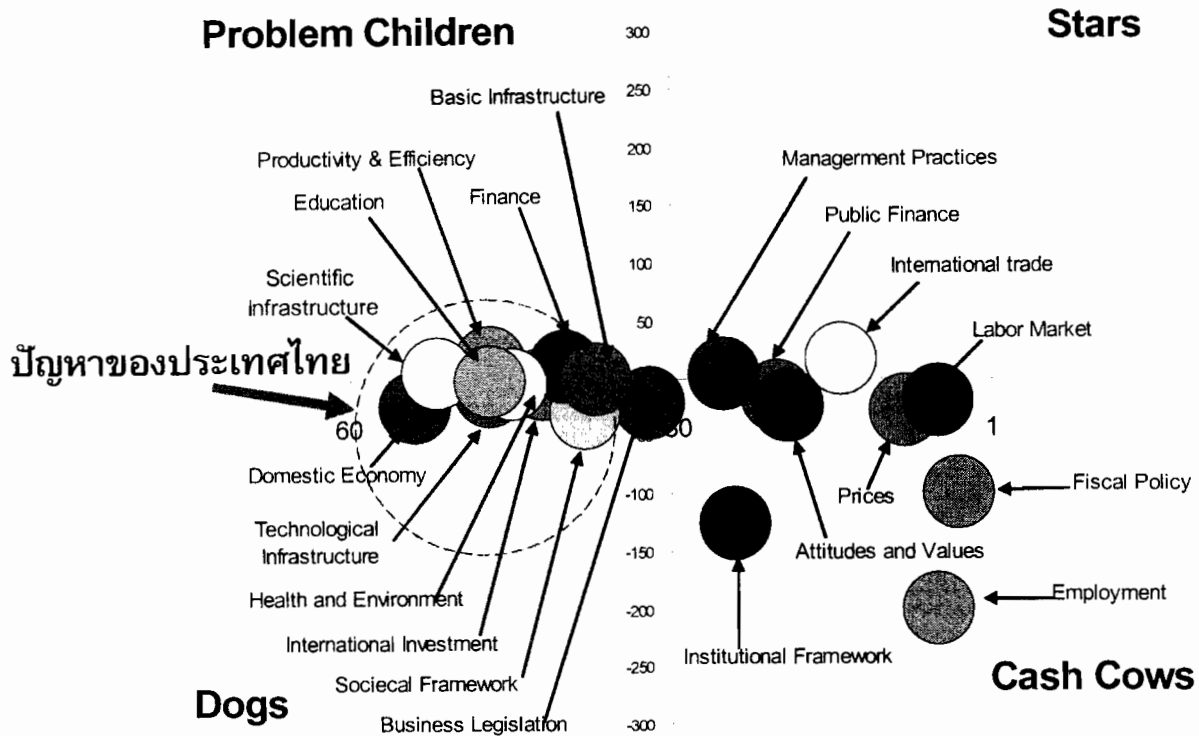 Problem Children
300
Stars
250
Basic Infrastructure
200
Productivity & Efficiency
Managerment Practices
Education
Finance
150
Public Finance
100
International trade
Scientific
Infrastructure
50
Labor Market
ปัญหาของประเทศไทย
60
30
1
Domestic Economy
Prices
Fiscal Policy
-100
Technological
Infrastructure
-150
Attitudes and Values
Health and Environment
-200
Employment
International Investment
-250
Institutional Framework
Sociecal Framework
Cash Cows
Dogs
Business Legislation
-300